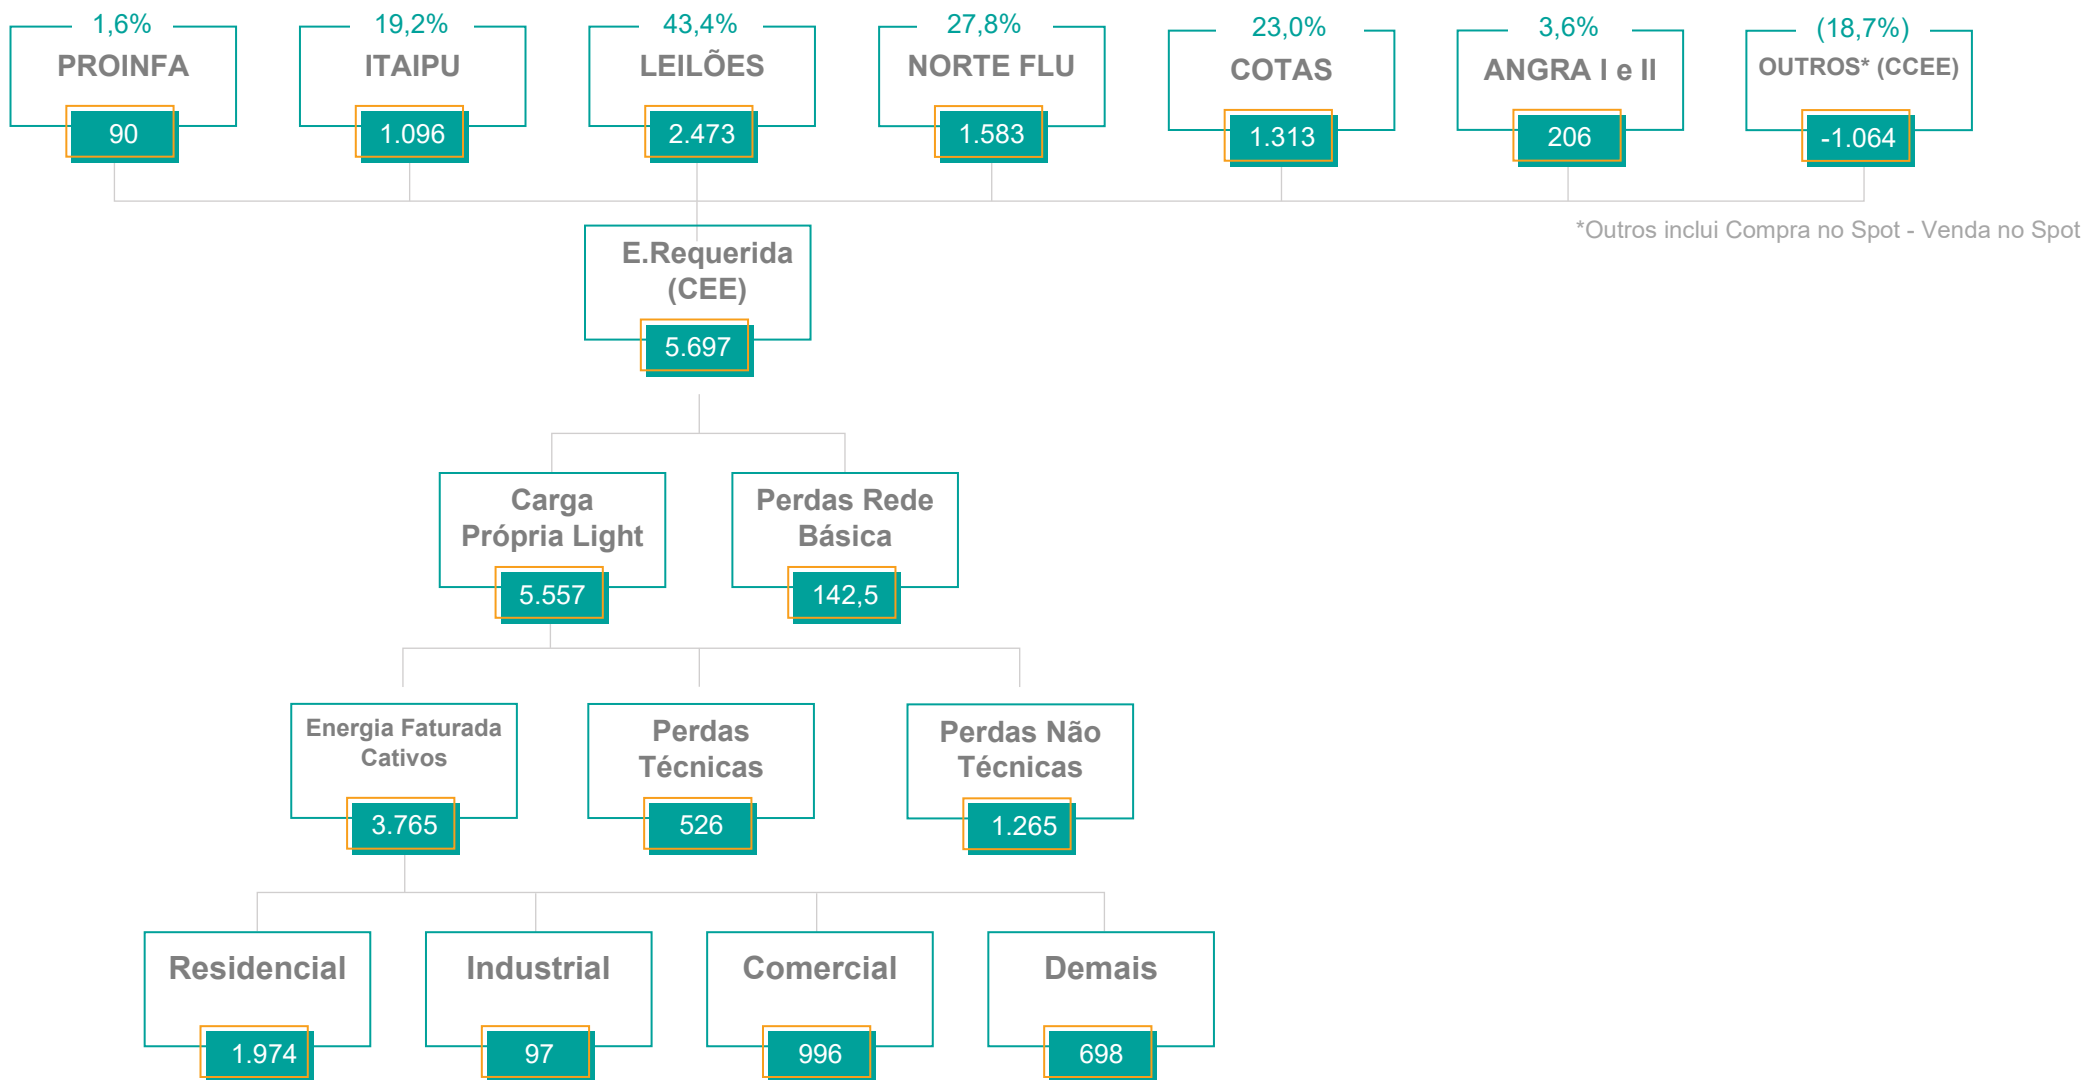 1,6%
PROINFA
90
19,2%
ITAIPU
1.096
43,4%
LEILÕES
2.473
27,8%
NORTE FLU
1.583
23,0%
COTAS
1.313
3,6%
ANGRA I e II
206
(18,7%)
OUTROS* (CCEE)
-1.064
*Outros inclui Compra no Spot - Venda no Spot
E.Requerida
(CEE)
5.697
Carga
Própria Light
5.557
Perdas Rede
Básica
142,5
Energia Faturada
Cativos
3.765
Perdas
Técnicas
526
Perdas Não
Técnicas
1.265
Residencial
1.974
Industrial
97
Comercial
996
Demais
698